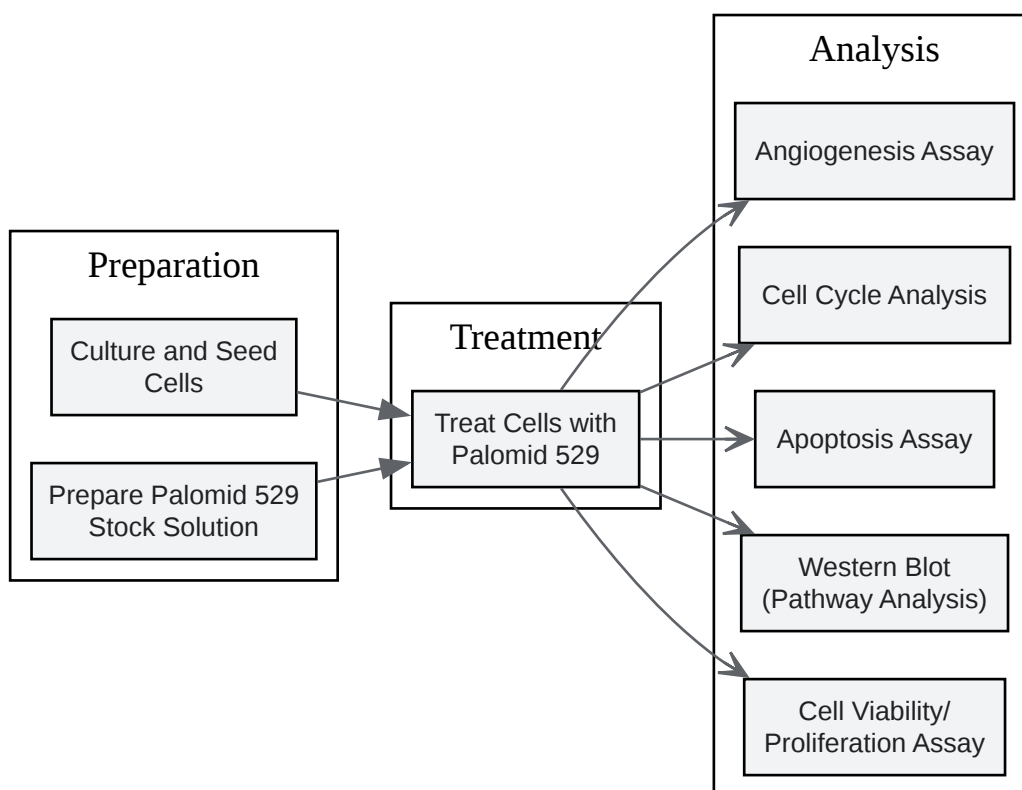 Preparation
Culture and Seed
Cells
Prepare Palomid 529
Stock Solution
Treatment
Treat Cells with
Palomid 529
Analysis
Angiogenesis Assay
Cell Cycle Analysis
Apoptosis Assay
Western Blot
(Pathway Analysis)
Cell Viability/
Proliferation Assay